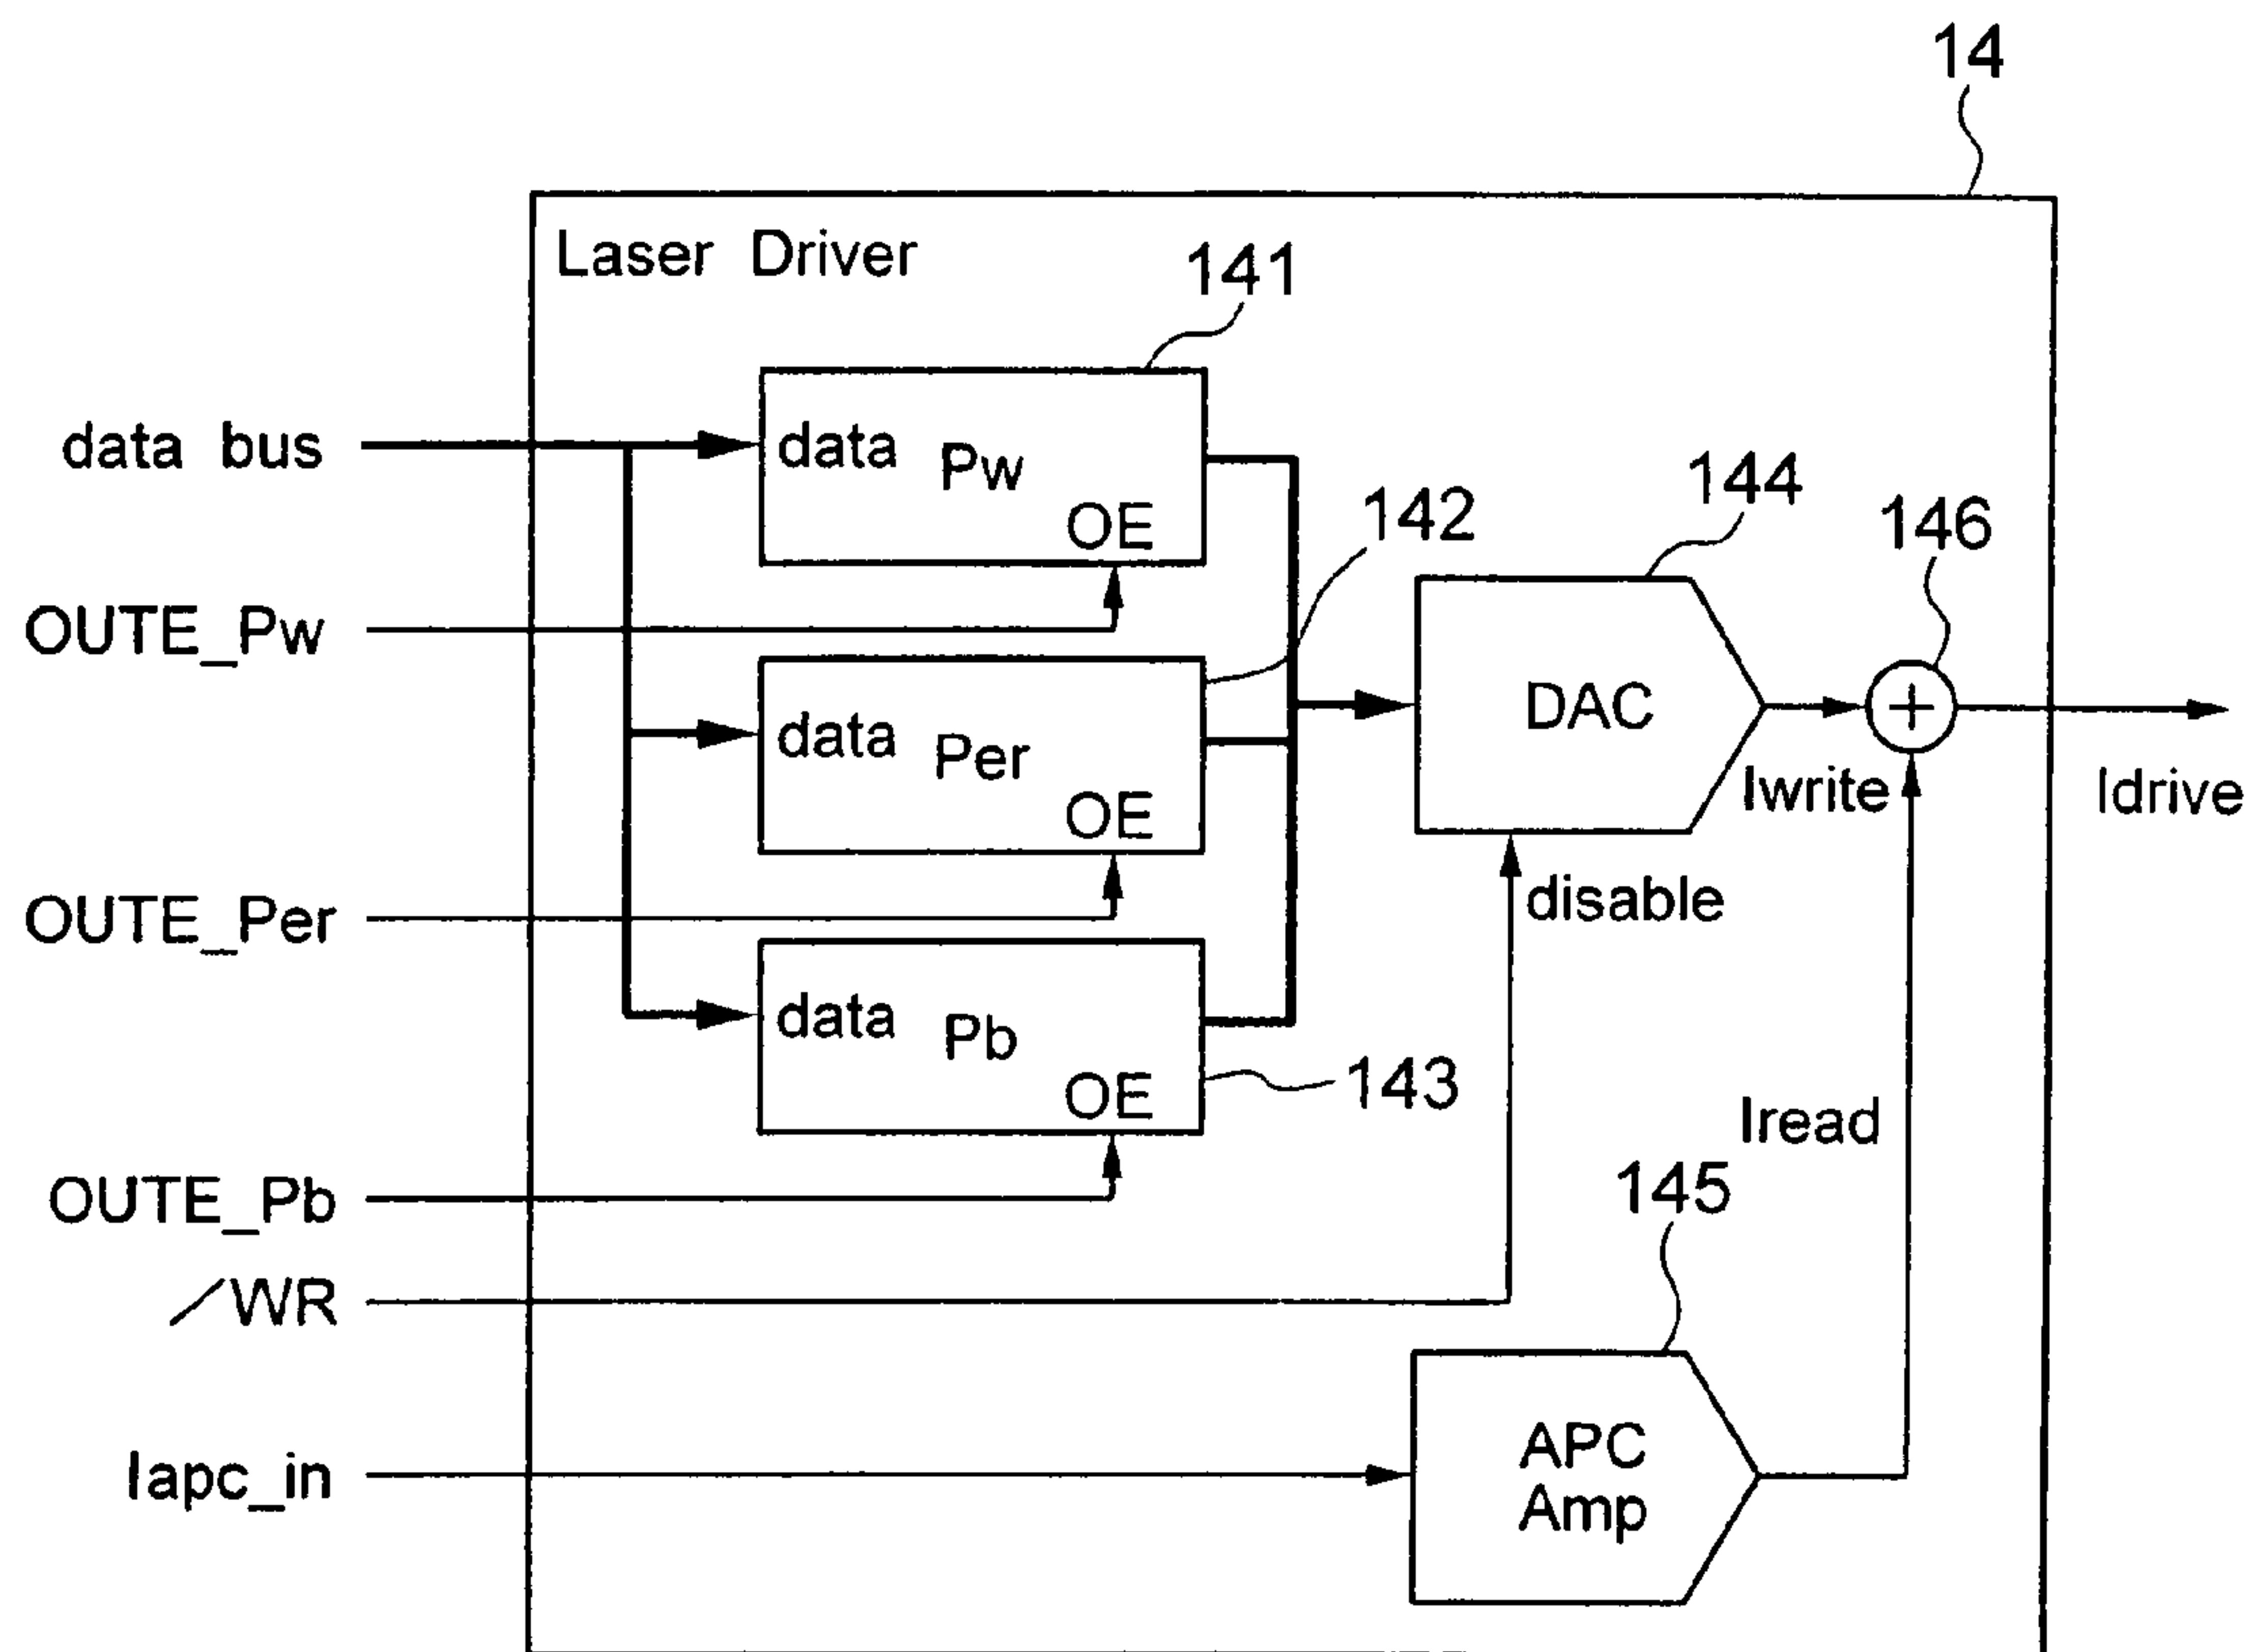 14
Laser Driver
141
data bus
data
Pw
OE
142
144
146
OUTE_Pw
data
Per
OE
DAC
Iwrite
Idrive
disable
OUTE_Per
data
Pb
OE
143
Iread
145
OUTE_Pb
/WR
Iapc_in
APC
Amp